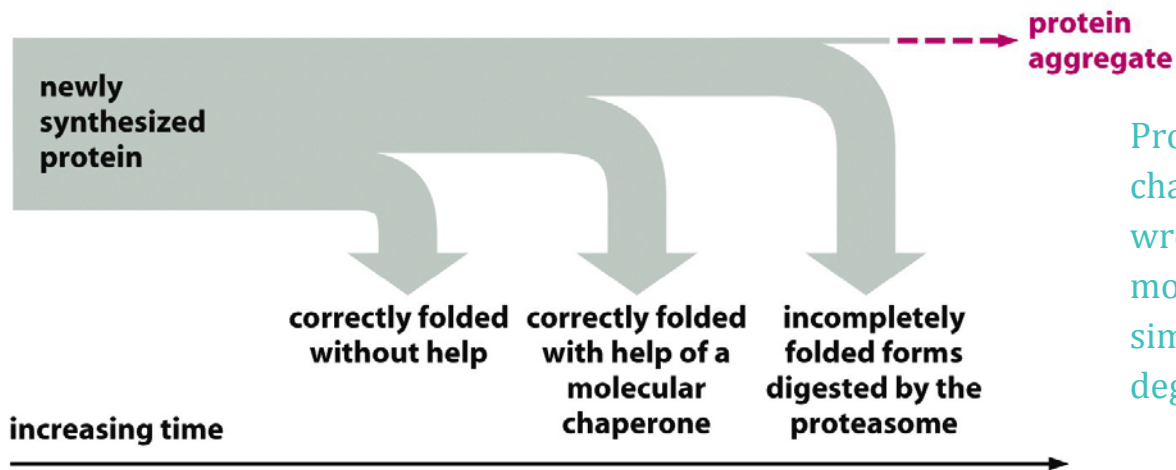 protein
aggregate
newly
synthesized
protein
correctly folded
without help
correctly folded
with help of a
molecular
chaperone
incompletely
folded forms
digested by the
proteasome
increasing time